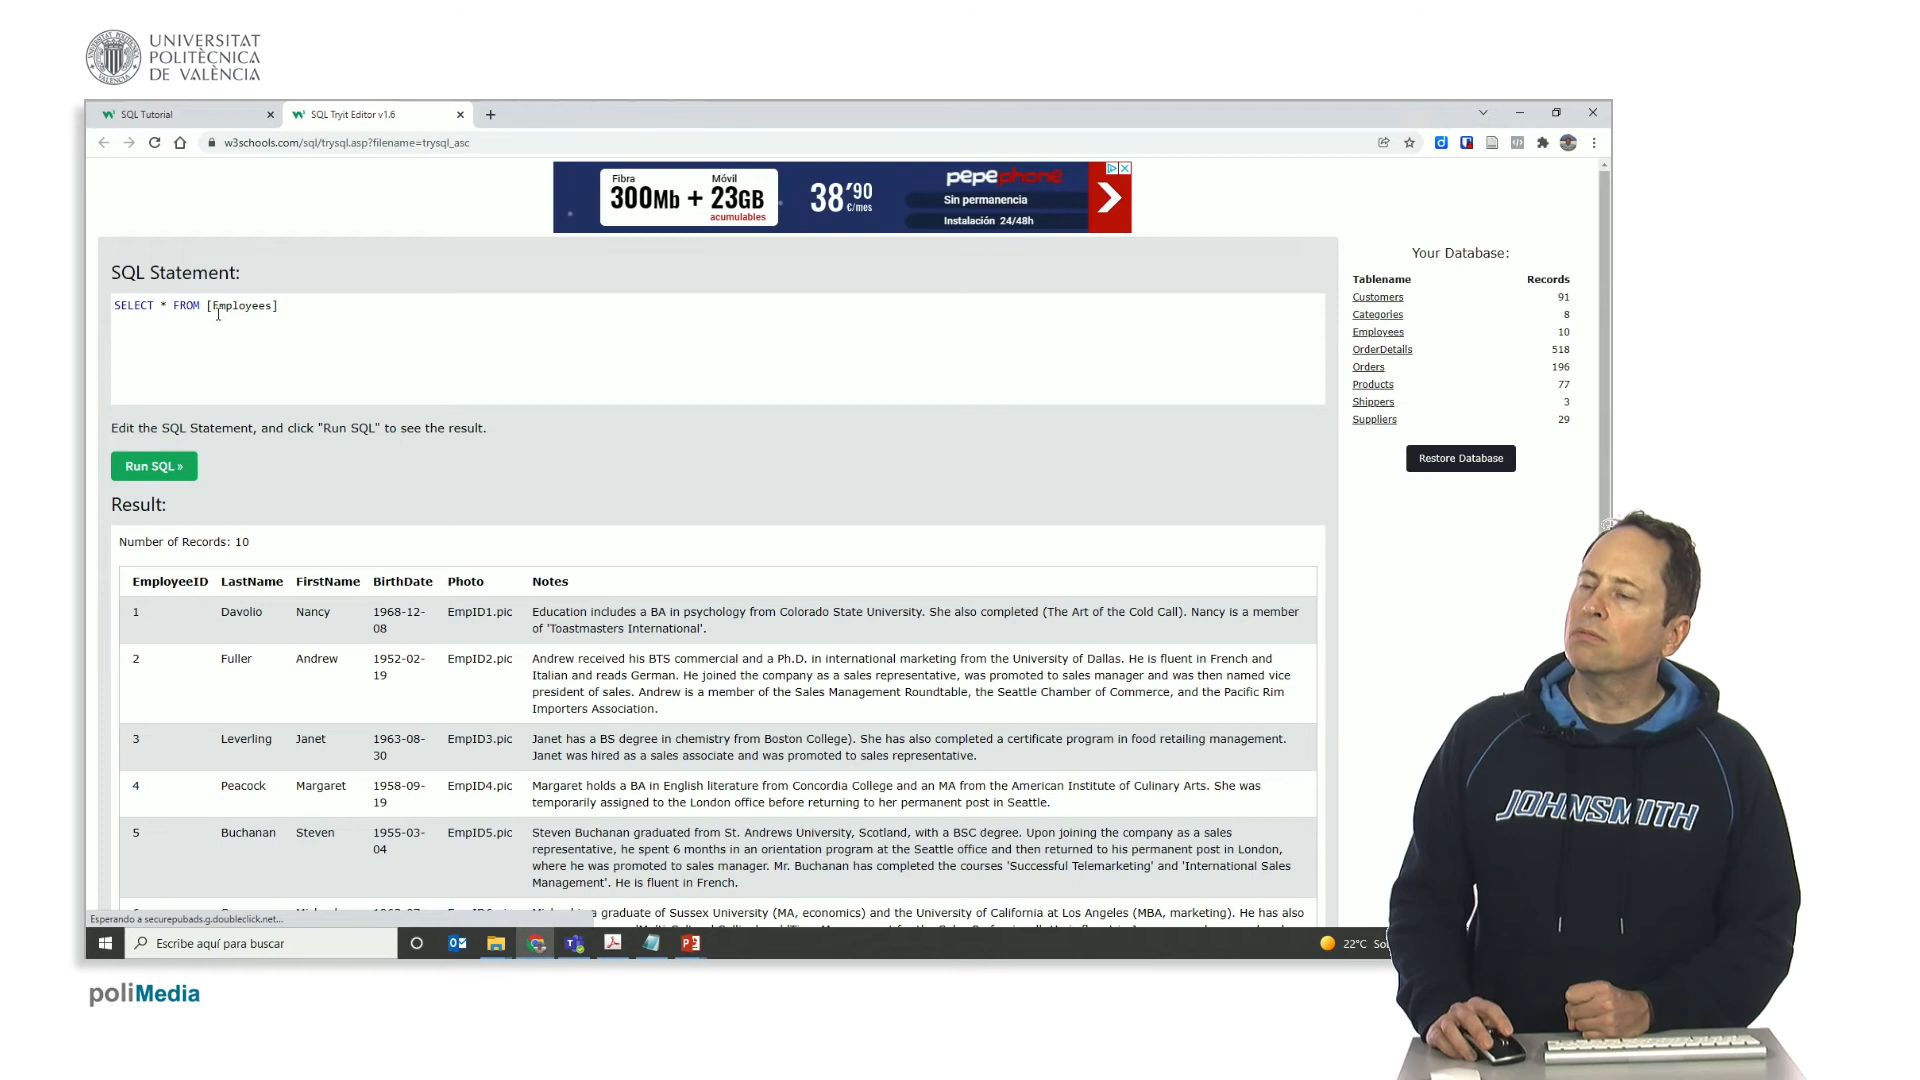 UNIVERSITAT
POLITÈCNICA
DE VALÈNCIA
SQL Tutorial
SQL Tryit Editor v1.6
w3schools.com/sql/trysql.asp?filename=trysql_asc
Fibra
300Mb +
Móvil
23GB
acumulables
38'90
€/mes
pepephone
Sin permanencia
Instalación 24/48h
SQL Statement:
SELECT * FROM [Employees]
Edit the SQL Statement, and click "Run SQL" to see the result.
Run SQL »
Result:
Number of Records: 10
EmployeeID LastName FirstName BirthDate Photo Notes
1 Davolio Nancy 1968-12-08 EmpID1.pic Education includes a BA in psychology from Colorado State University. She also completed (The Art of the Cold Call). Nancy is a member
of 'Toastmasters International'.
2 Fuller Andrew 1952-02-19 EmpID2.pic Andrew received his BTS commercial and a Ph.D. in international marketing from the University of Dallas. He is fluent in French and
Italian and reads German. He joined the company as a sales representative, was promoted to sales manager and was then named vice
president of sales. Andrew is a member of the Sales Management Roundtable, the Seattle Chamber of Commerce, and the Pacific Rim
Importers Association.
3 Leverling Janet 1963-08-30 EmpID3.pic Janet has a BS degree in chemistry from Boston College). She has also completed a certificate program in food retailing management.
Janet was hired as a sales associate and was promoted to sales representative.
4 Peacock Margaret 1958-09-19 EmpID4.pic Margaret holds a BA in English literature from Concordia College and an MA from the American Institute of Culinary Arts. She was
temporarily assigned to the London office before returning to her permanent post in Seattle.
5 Buchanan Steven 1955-03-04 EmpID5.pic Steven Buchanan graduated from St. Andrews University, Scotland, with a BSC degree. Upon joining the company as a sales
representative, he spent 6 months in an orientation program at the Seattle office and then returned to his permanent post in London,
where he was promoted to sales manager. Mr. Buchanan has completed the courses 'Successful Telemarketing' and 'International Sales
Management'. He is fluent in French.
a graduate of Sussex University (MA, economics) and the University of California at Los Angeles (MBA, marketing). He has also
Your Database:
Tablename Records
Customers 91
Categories 8
Employees 10
OrderDetails 518
Orders 196
Products 77
Shippers 3
Suppliers 29
Restore Database
Esperando a securepubads.g.doubleclick.net...
Escribe aquí para buscar
22°C
JOHNSMITH
poliMedia